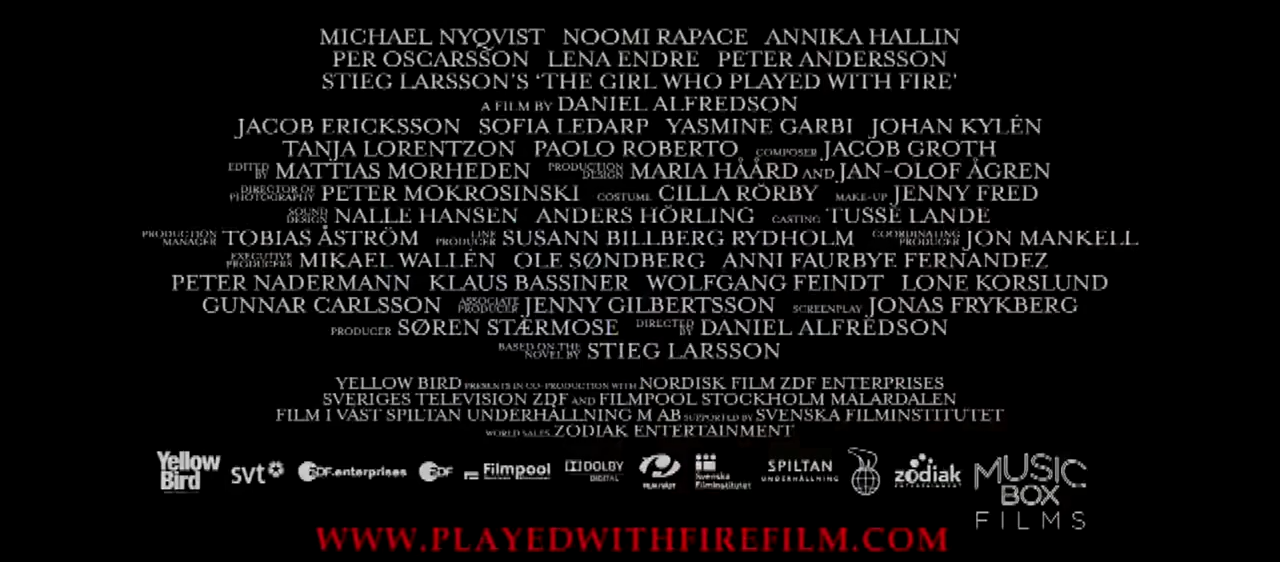 MICHAEL NYQVIST NOOMI RAPACE ANNIKA HALLIN
PER OSCARSSON LENA ENDRE PETER ANDERSSON
STIEG LARSSON'S 'THE GIRL WHO PLAYED WITH FIRE'
A FILM BY DANIEL ALFREDSON
JACOB ERICKSSON SOFIA LEDARP YASMINE GARBI JOHAN KYLÉN
TANJA LORENTZON PAOLO ROBERTO COMPOSER JACOB GROTH
EDITED BY MATTIAS MORHEDEN PRODUCTION DESIGN MARIA HÅÅRD AND JAN-OLOF ÅGREN
DIRECTOR OF PHOTOGRAPHY PETER MOKROSINSKI COSTUME CILLA RÖRBY MAKE-UP JENNY FRED
SOUND DESIGN NALLE HANSEN ANDERS HÖRLING CASTING TUSSE LANDE
PRODUCTION MANAGER TOBIAS ÅSTRÖM LINE PRODUCER SUSANN BILLBERG RYDHOLM COORDINATING PRODUCER JON MANKELL
EXECUTIVE PRODUCERS MIKAEL WALLÉN OLE SØNDBERG ANNI FAURBYE FERNANDEZ
PETER NADERMANN KLAUS BASSINER WOLFGANG FEINDT LONE KORSLUND
GUNNAR CARLSSON ASSOCIATE PRODUCER JENNY GILBERTSSON SCREENPLAY JONAS FRYKBERG
PRODUCER SØREN STÆRMOSE DIRECTED BY DANIEL ALFREDSON
BASED ON THE NOVEL BY STIEG LARSSON
YELLOW BIRD PRESENTS IN CO-PRODUCTION WITH NORDISK FILM ZDF ENTERPRISES
SVERIGES TELEVISION ZDF AND FILMPOOL STOCKHOLM MALARDALEN
FILM I VÄST SPILTAN UNDERHÅLLNING M AB SUPPORTED BY SVENSKA FILMINSTITUTET
WORLD SALES ZODIAK ENTERTAINMENT
Yellow Bird svt ZDF.enterprises ZDF Filmpool DOLBY DIGITAL FILM I VÄST Svenska Filminstitutet SPILTAN UNDERHÅLLNING zodiak ENTERTAINMENT MUSIC BOX FILMS
WWW.PLAYEDWITHFIREFILM.COM